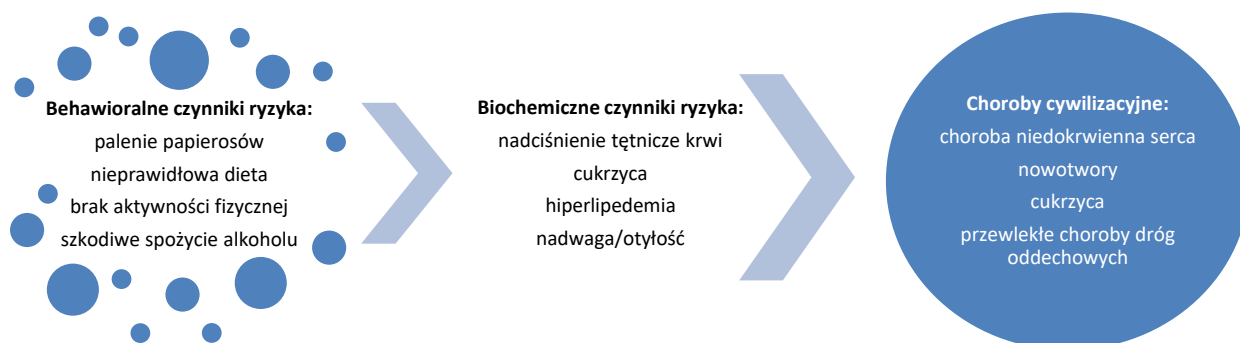 Behawioralne czynniki ryzyka:
palenie papierosów
nieprawidłowa dieta
brak aktywności fizycznej
szkodiwe spożycie alkoholu
Biochemiczne czynniki ryzyka:
nadciśnienie tętnicze krwi
cukrzyca
hiperlipedemia
nadwaga/otyłość
Choroby cywilizacyjne:
choroba niedokrwienna serca
nowotwory
cukrzyca
przewlekłe choroby dróg
oddechowych